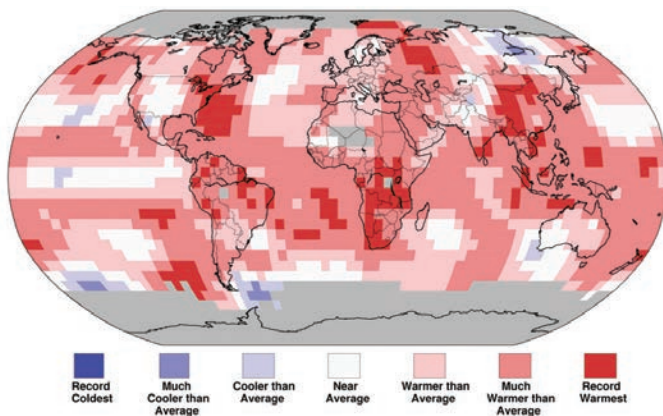 Record
Coldest
Much
Cooler than
Average
Cooler than
Average
Near
Average
Warmer than
Average
Much
Warmer than
Average
Record
Warmest